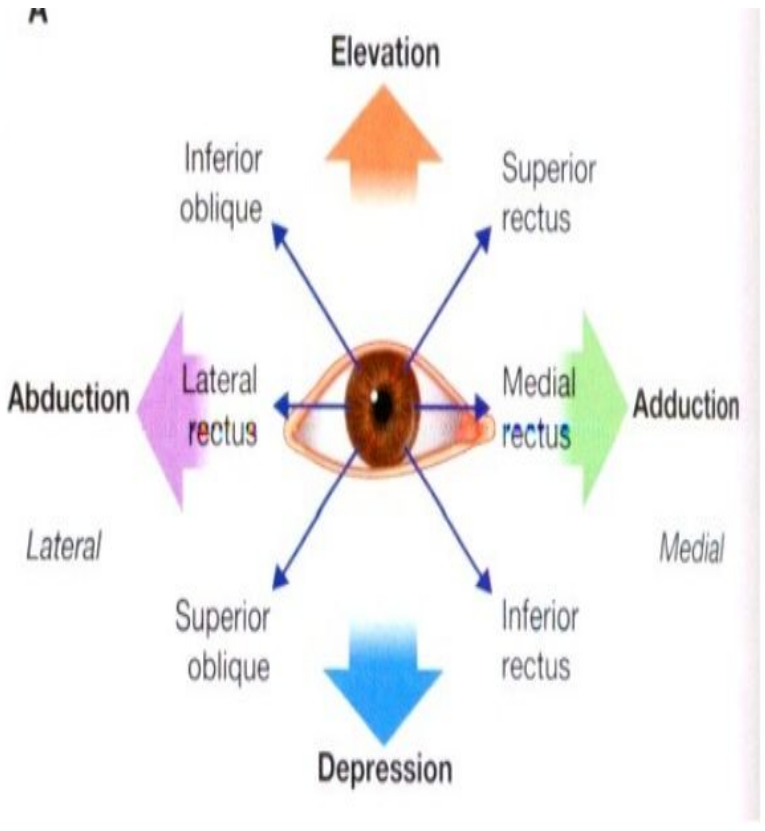 A
Elevation
Inferior
oblique
Superior
rectus
Abduction
Lateral
rectus
Medial
rectus
Adduction
Lateral
Medial
Superior
oblique
Inferior
rectus
Depression